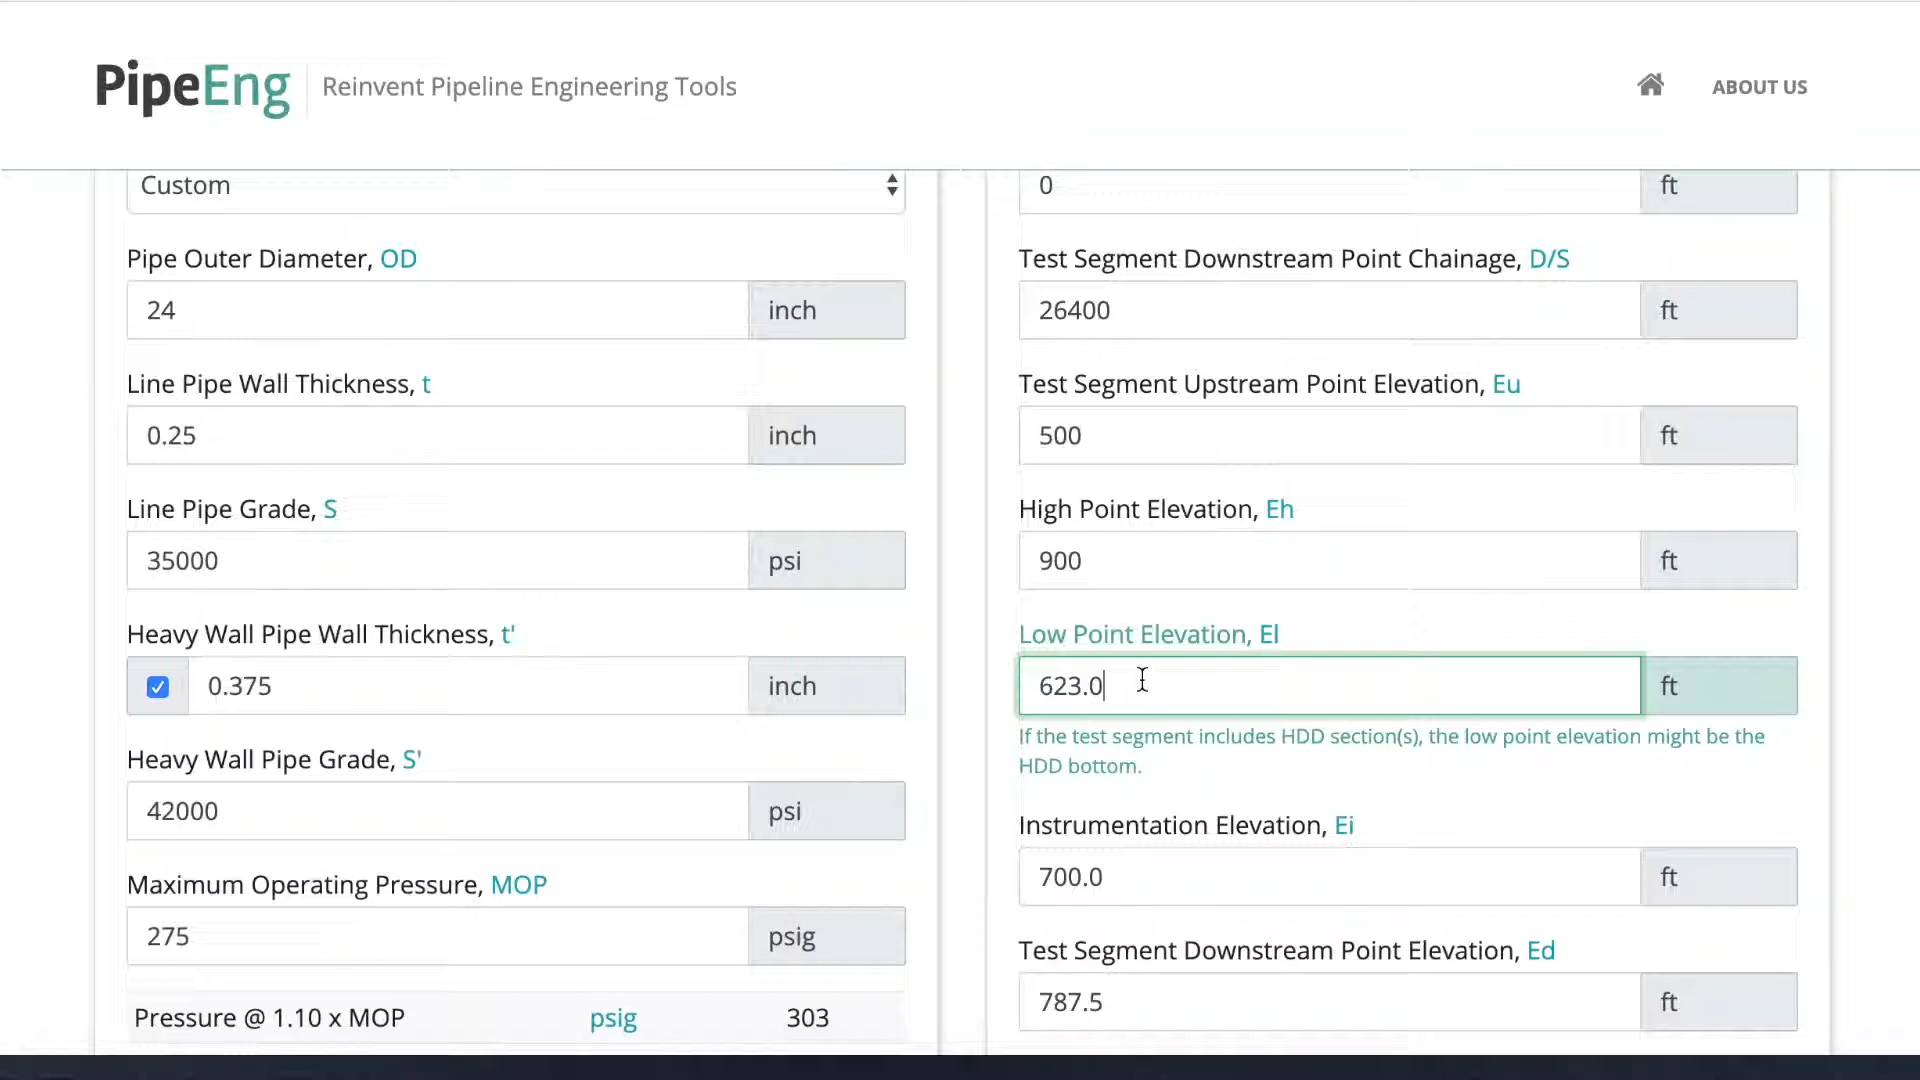 PipeEng
Reinvent Pipeline Engineering Tools
ABOUT US
Custom
Pipe Outer Diameter, OD
24
inch
Line Pipe Wall Thickness, t
0.25
inch
Line Pipe Grade, S
35000
psi
Heavy Wall Pipe Wall Thickness, t'
0.375
inch
Heavy Wall Pipe Grade, S'
42000
psi
Maximum Operating Pressure, MOP
275
psig
Pressure @ 1.10 x MOP
psig
303
0
ft
Test Segment Downstream Point Chainage, D/S
26400
ft
Test Segment Upstream Point Elevation, Eu
500
ft
High Point Elevation, Eh
900
ft
Low Point Elevation, El
623.0
ft
If the test segment includes HDD section(s), the low point elevation might be the
HDD bottom.
Instrumentation Elevation, Ei
700.0
ft
Test Segment Downstream Point Elevation, Ed
787.5
ft